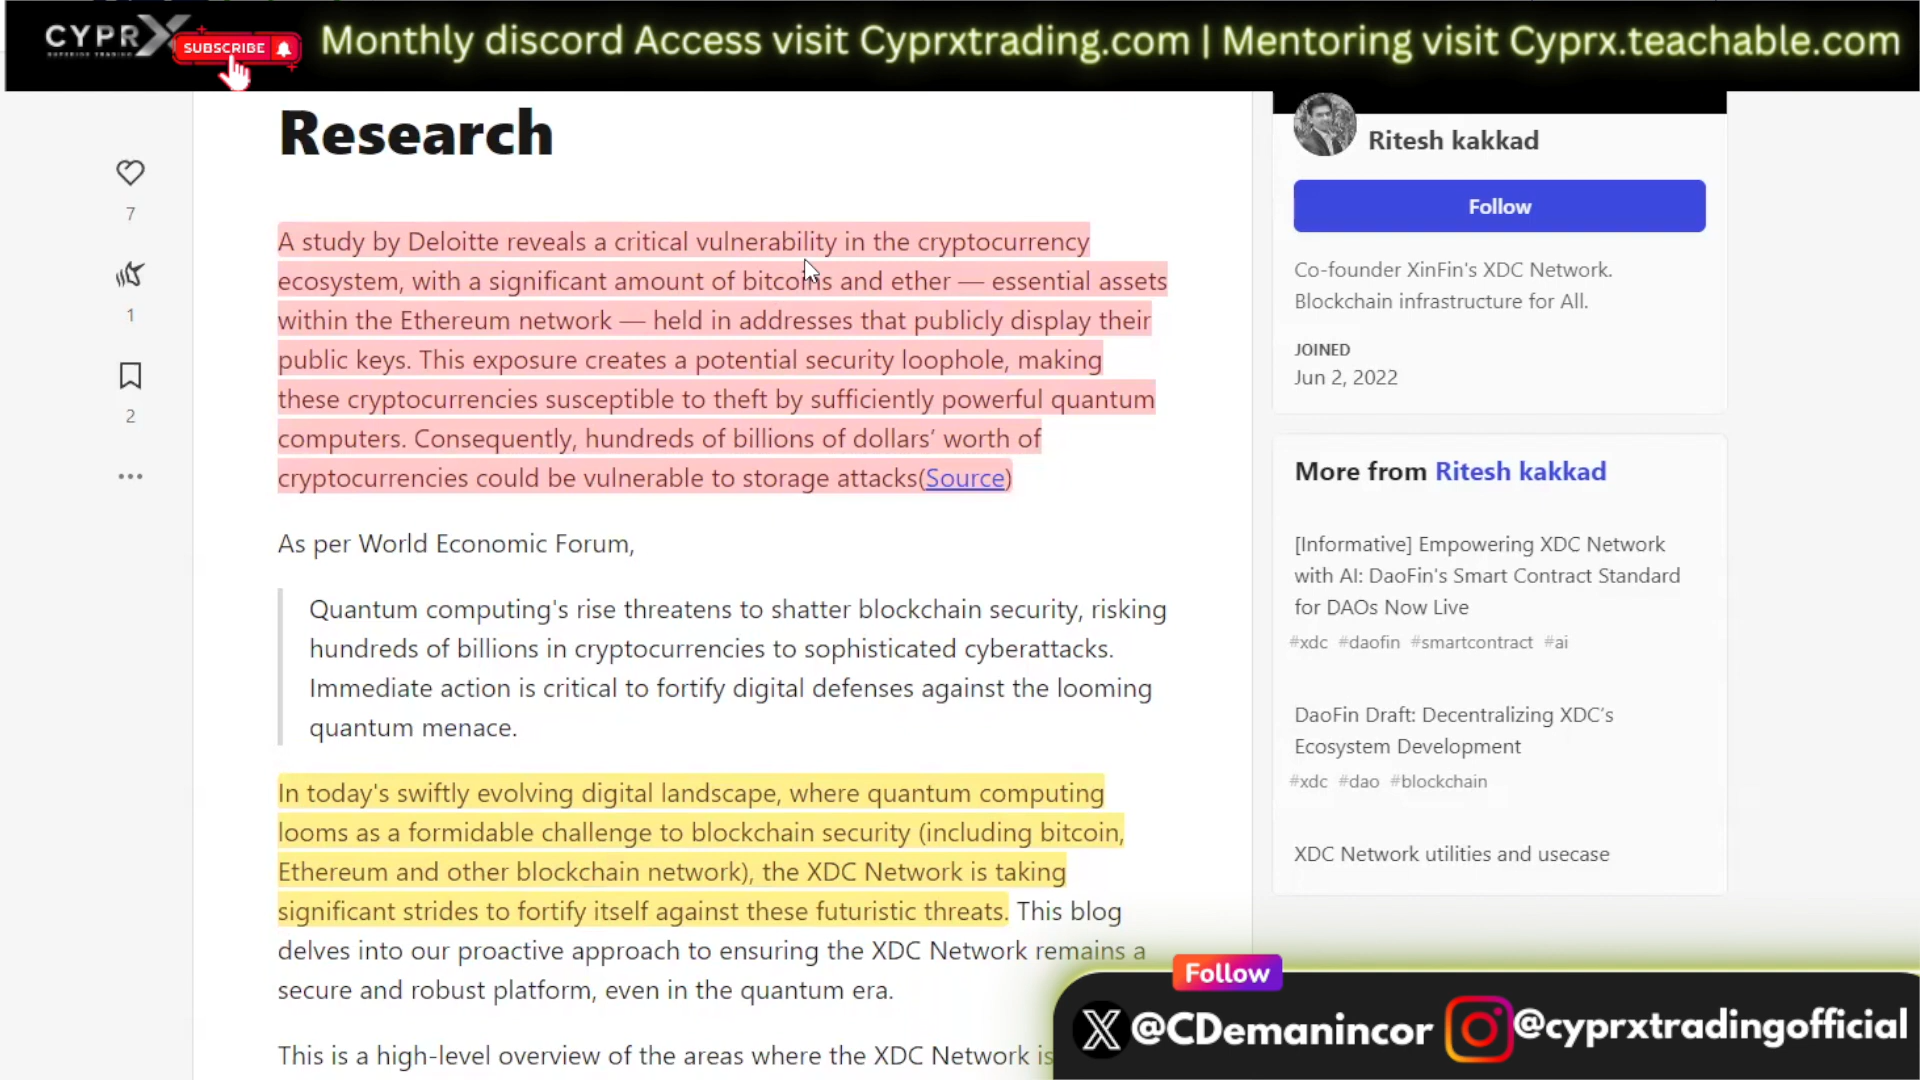 CYPRX
SUPERIOR TRADING
SUBSCRIBE
Monthly discord Access visit Cyprxtrading.com | Mentoring visit Cyprx.teachable.com
Research
7
1
2
A study by Deloitte reveals a critical vulnerability in the cryptocurrency
ecosystem, with a significant amount of bitcoins and ether — essential assets
within the Ethereum network — held in addresses that publicly display their
public keys. This exposure creates a potential security loophole, making
these cryptocurrencies susceptible to theft by sufficiently powerful quantum
computers. Consequently, hundreds of billions of dollars’ worth of
cryptocurrencies could be vulnerable to storage attacks(Source)
As per World Economic Forum,
Quantum computing's rise threatens to shatter blockchain security, risking
hundreds of billions in cryptocurrencies to sophisticated cyberattacks.
Immediate action is critical to fortify digital defenses against the looming
quantum menace.
In today's swiftly evolving digital landscape, where quantum computing
looms as a formidable challenge to blockchain security (including bitcoin,
Ethereum and other blockchain network), the XDC Network is taking
significant strides to fortify itself against these futuristic threats. This blog
delves into our proactive approach to ensuring the XDC Network remains a
secure and robust platform, even in the quantum era.
This is a high-level overview of the areas where the XDC Network is
Ritesh kakkad
Follow
Co-founder XinFin's XDC Network.
Blockchain infrastructure for All.
JOINED
Jun 2, 2022
More from Ritesh kakkad
[Informative] Empowering XDC Network
with AI: DaoFin's Smart Contract Standard
for DAOs Now Live
#xdc #daofin #smartcontract #ai
DaoFin Draft: Decentralizing XDC’s
Ecosystem Development
#xdc #dao #blockchain
XDC Network utilities and usecase
Follow
@CDemanincor
@cyprxtradingofficial